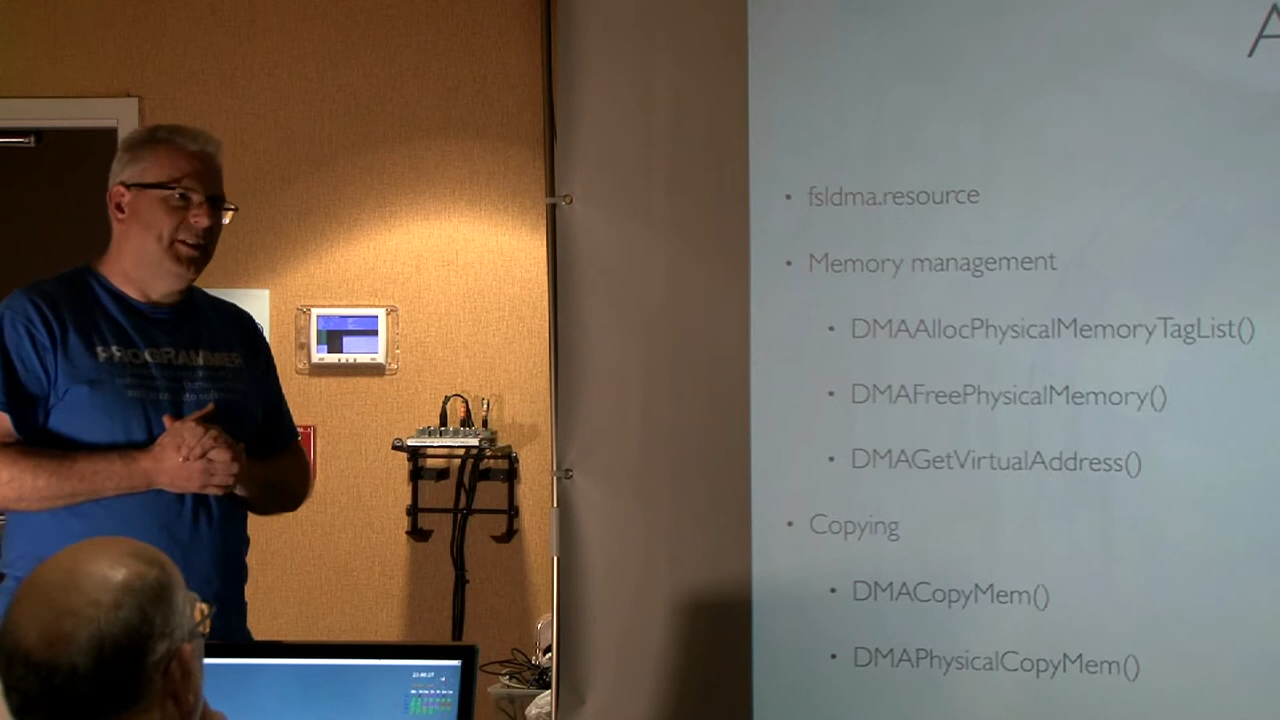 A
• fsldma.resource
• Memory management
• DMAAllocPhysicalMemoryTagList()
• DMAFreePhysicalMemory()
• DMAGetVirtualAddress()
• Copying
• DMACopyMem()
• DMAPhysicalCopyMem()
PROGRAMMER